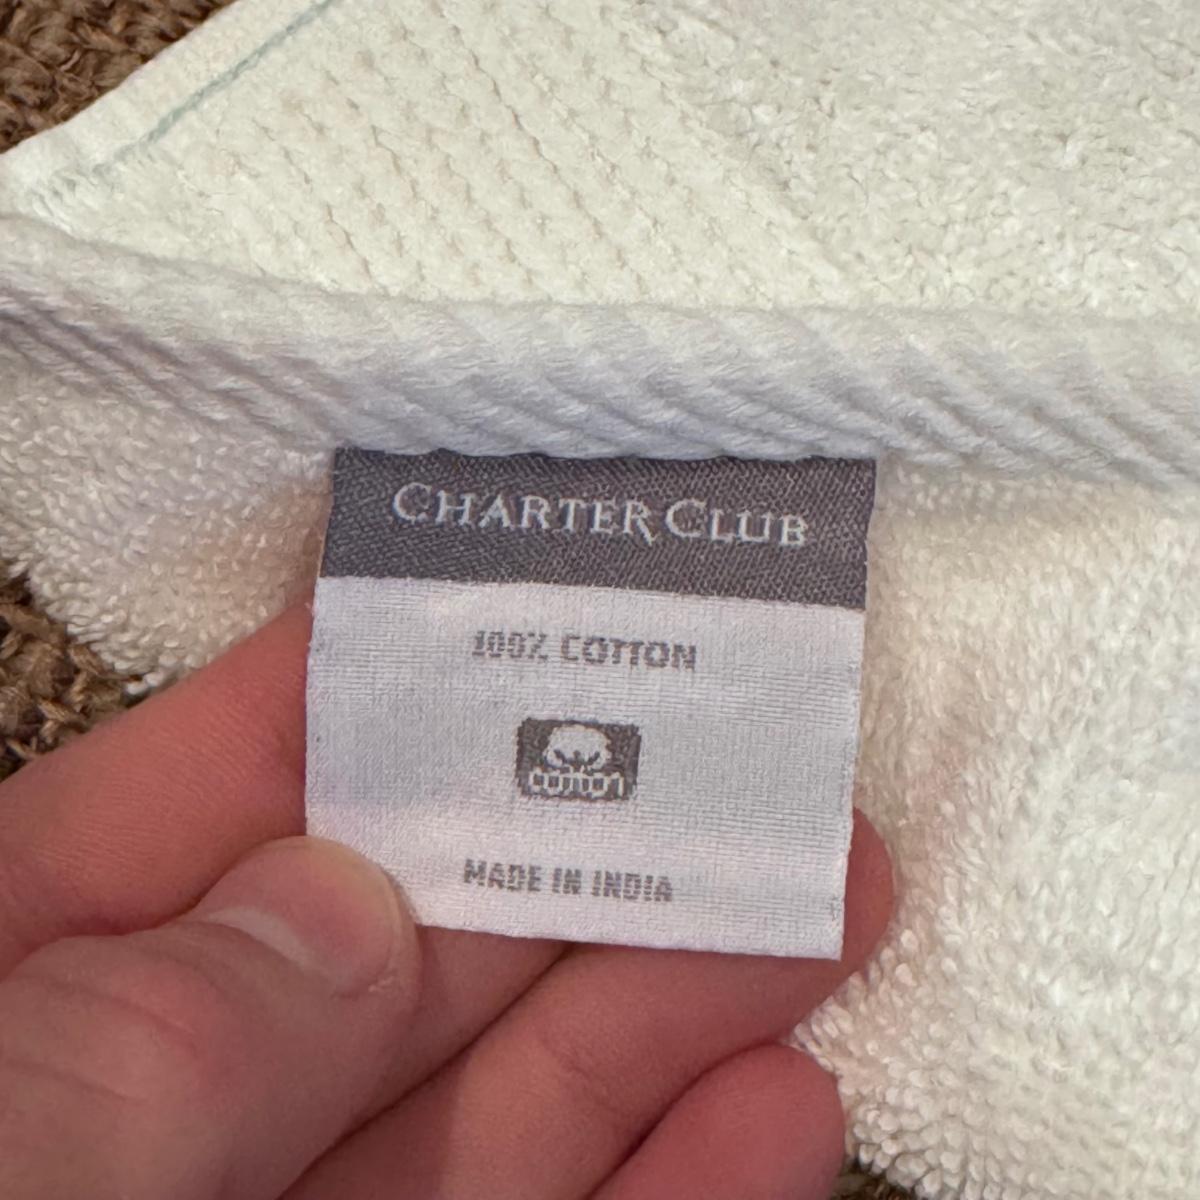 CHARTER CLUB
100% COTTON
COTTON
MADE IN INDIA